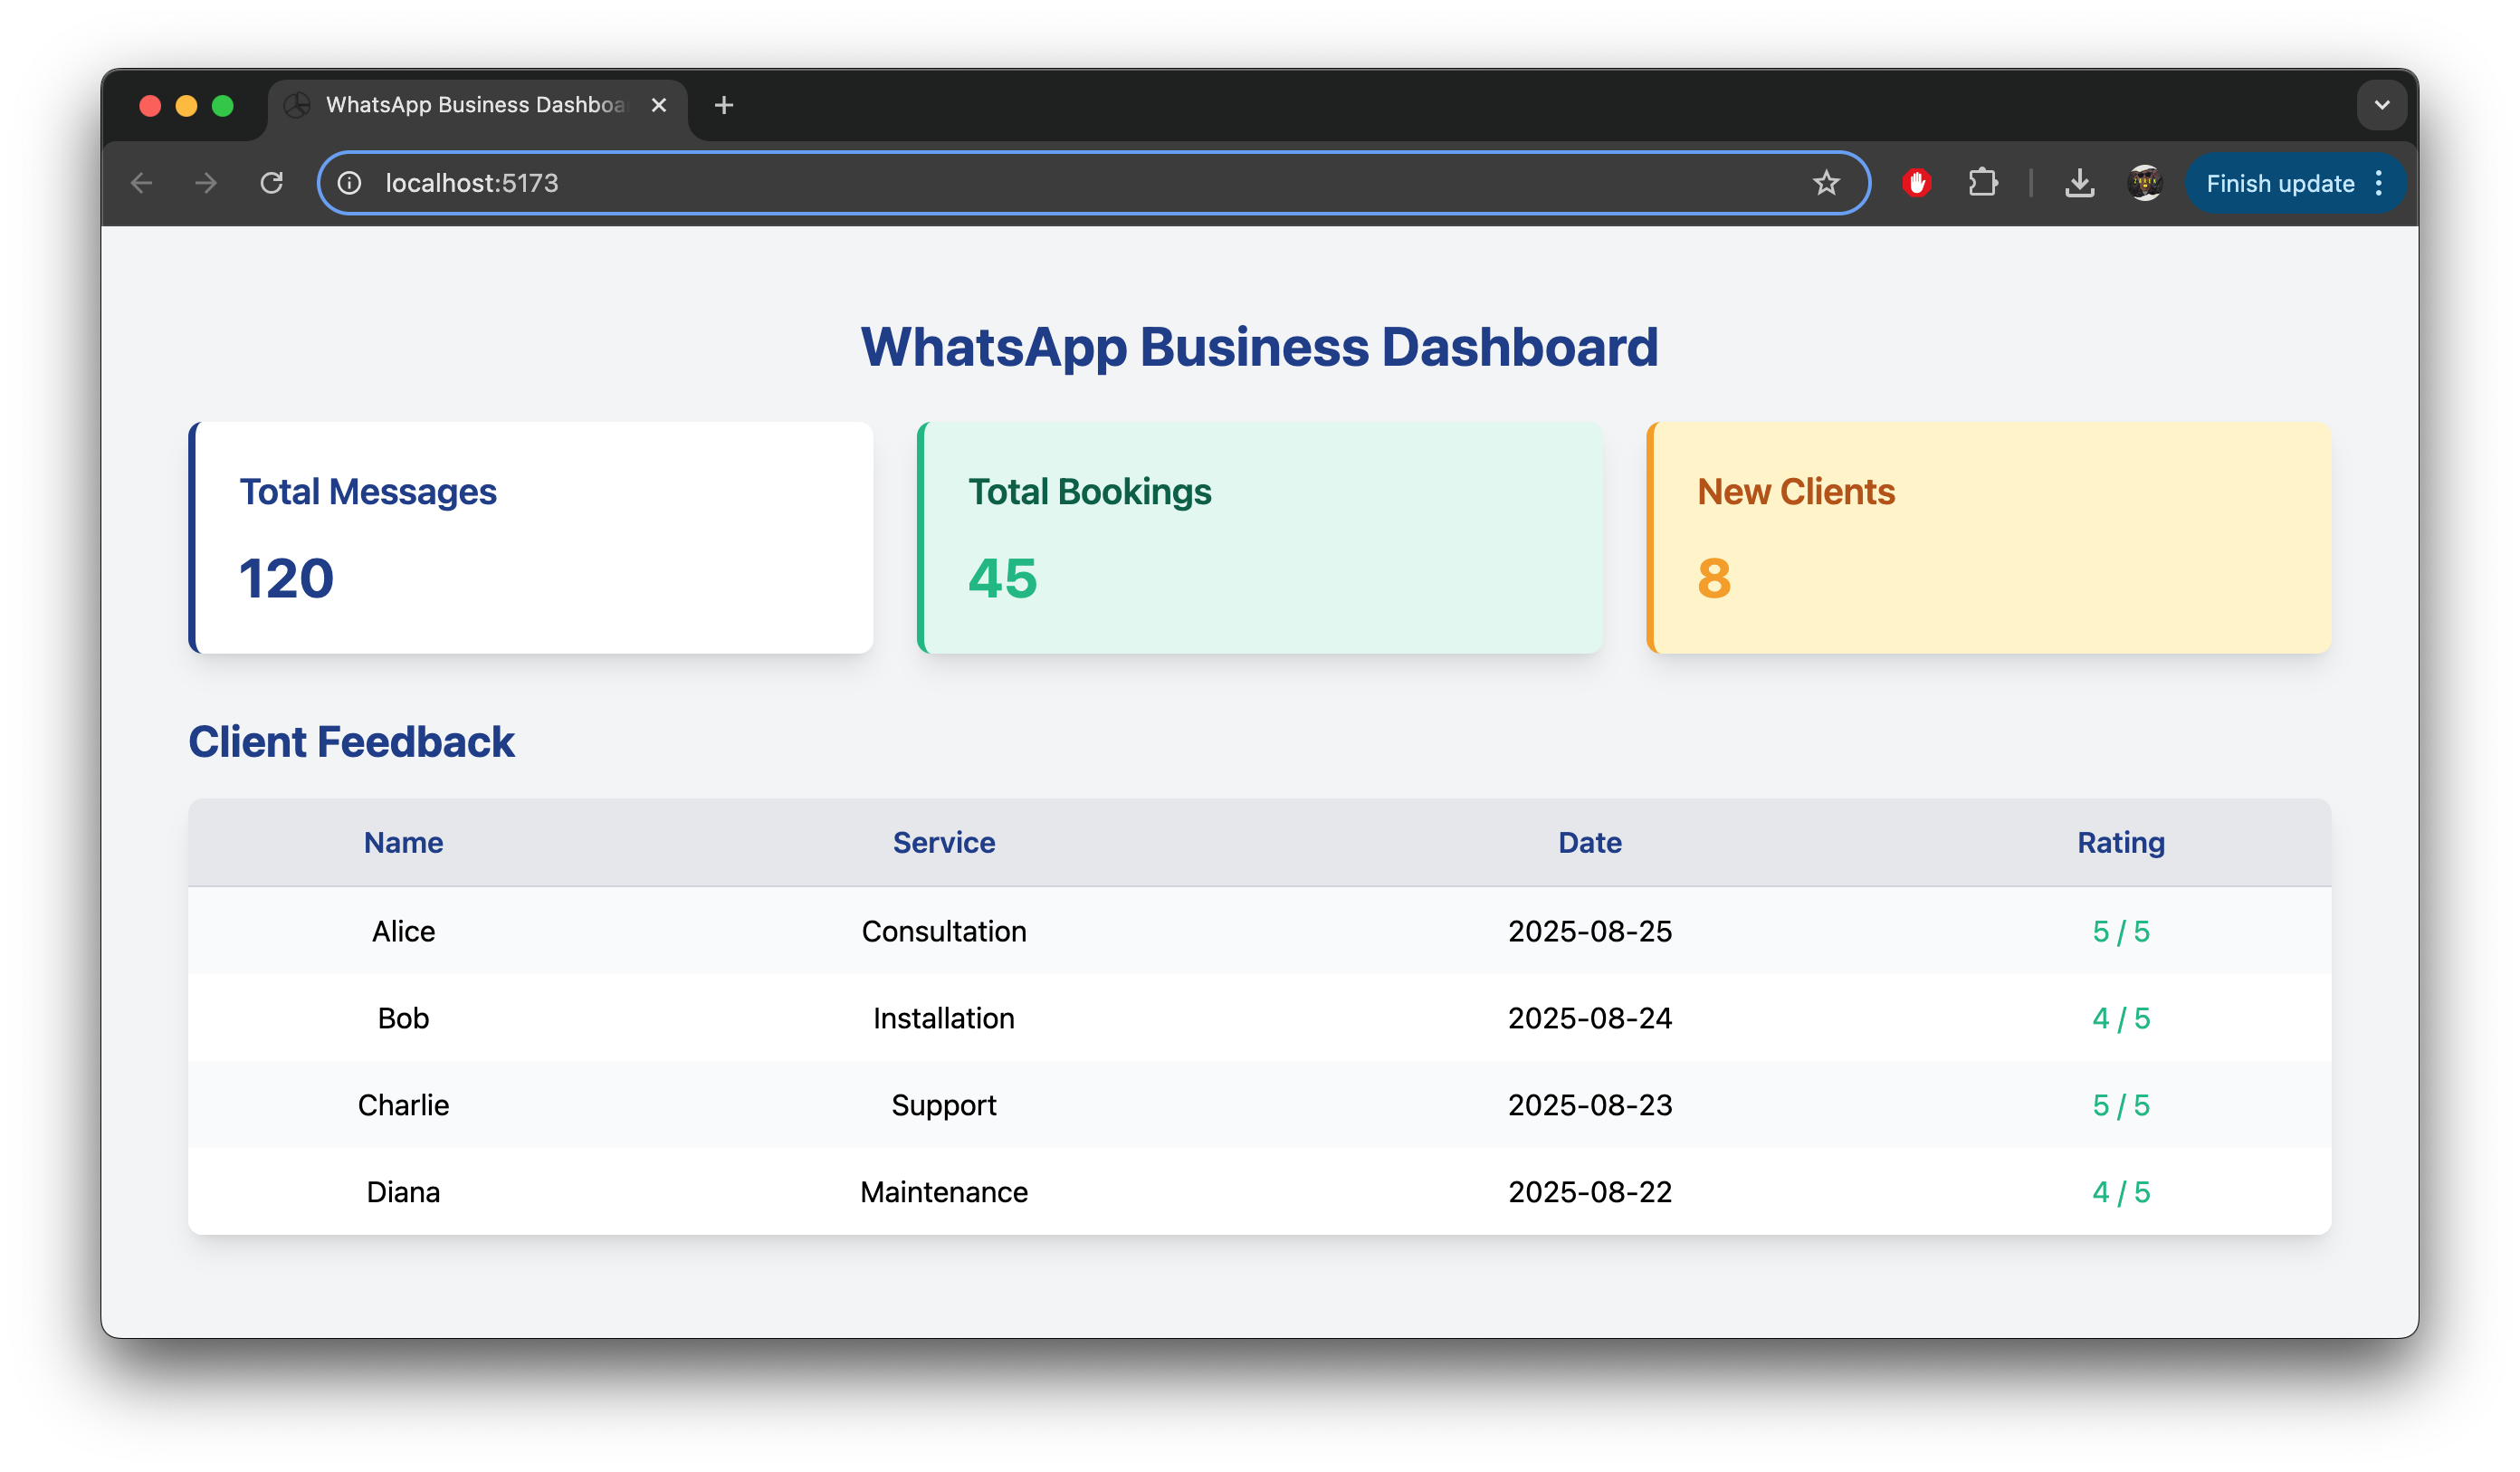 WhatsApp Business Dashboa
localhost:5173
Finish update
WhatsApp Business Dashboard
Total Messages
120
Total Bookings
45
New Clients
8
Client Feedback
Name Service Date Rating
Alice Consultation 2025-08-25 5 / 5
Bob Installation 2025-08-24 4 / 5
Charlie Support 2025-08-23 5 / 5
Diana Maintenance 2025-08-22 4 / 5